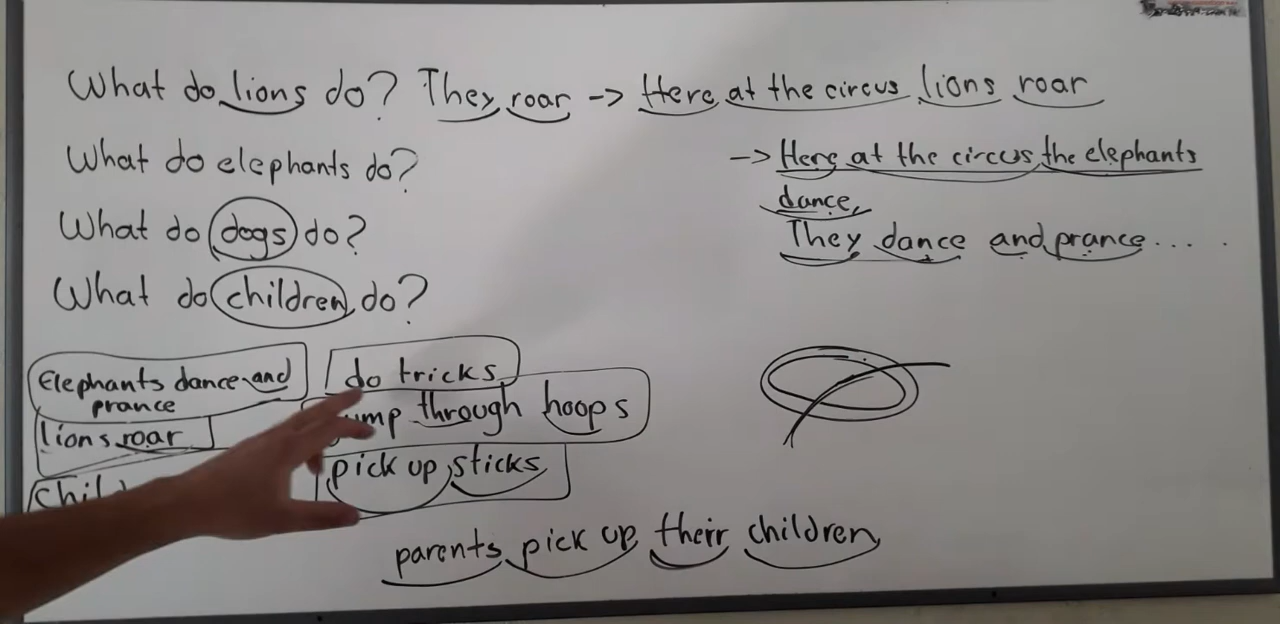 What do lions do? They roar -> Here at the circus lions roar
What do elephants do?
-> Here at the circus the elephants
dance,
What do dogs do?
They dance and prance....
What do children do?
Elephants dance and
prance
lions roar
do tricks
through hoops
pick up sticks
parents pick up their children